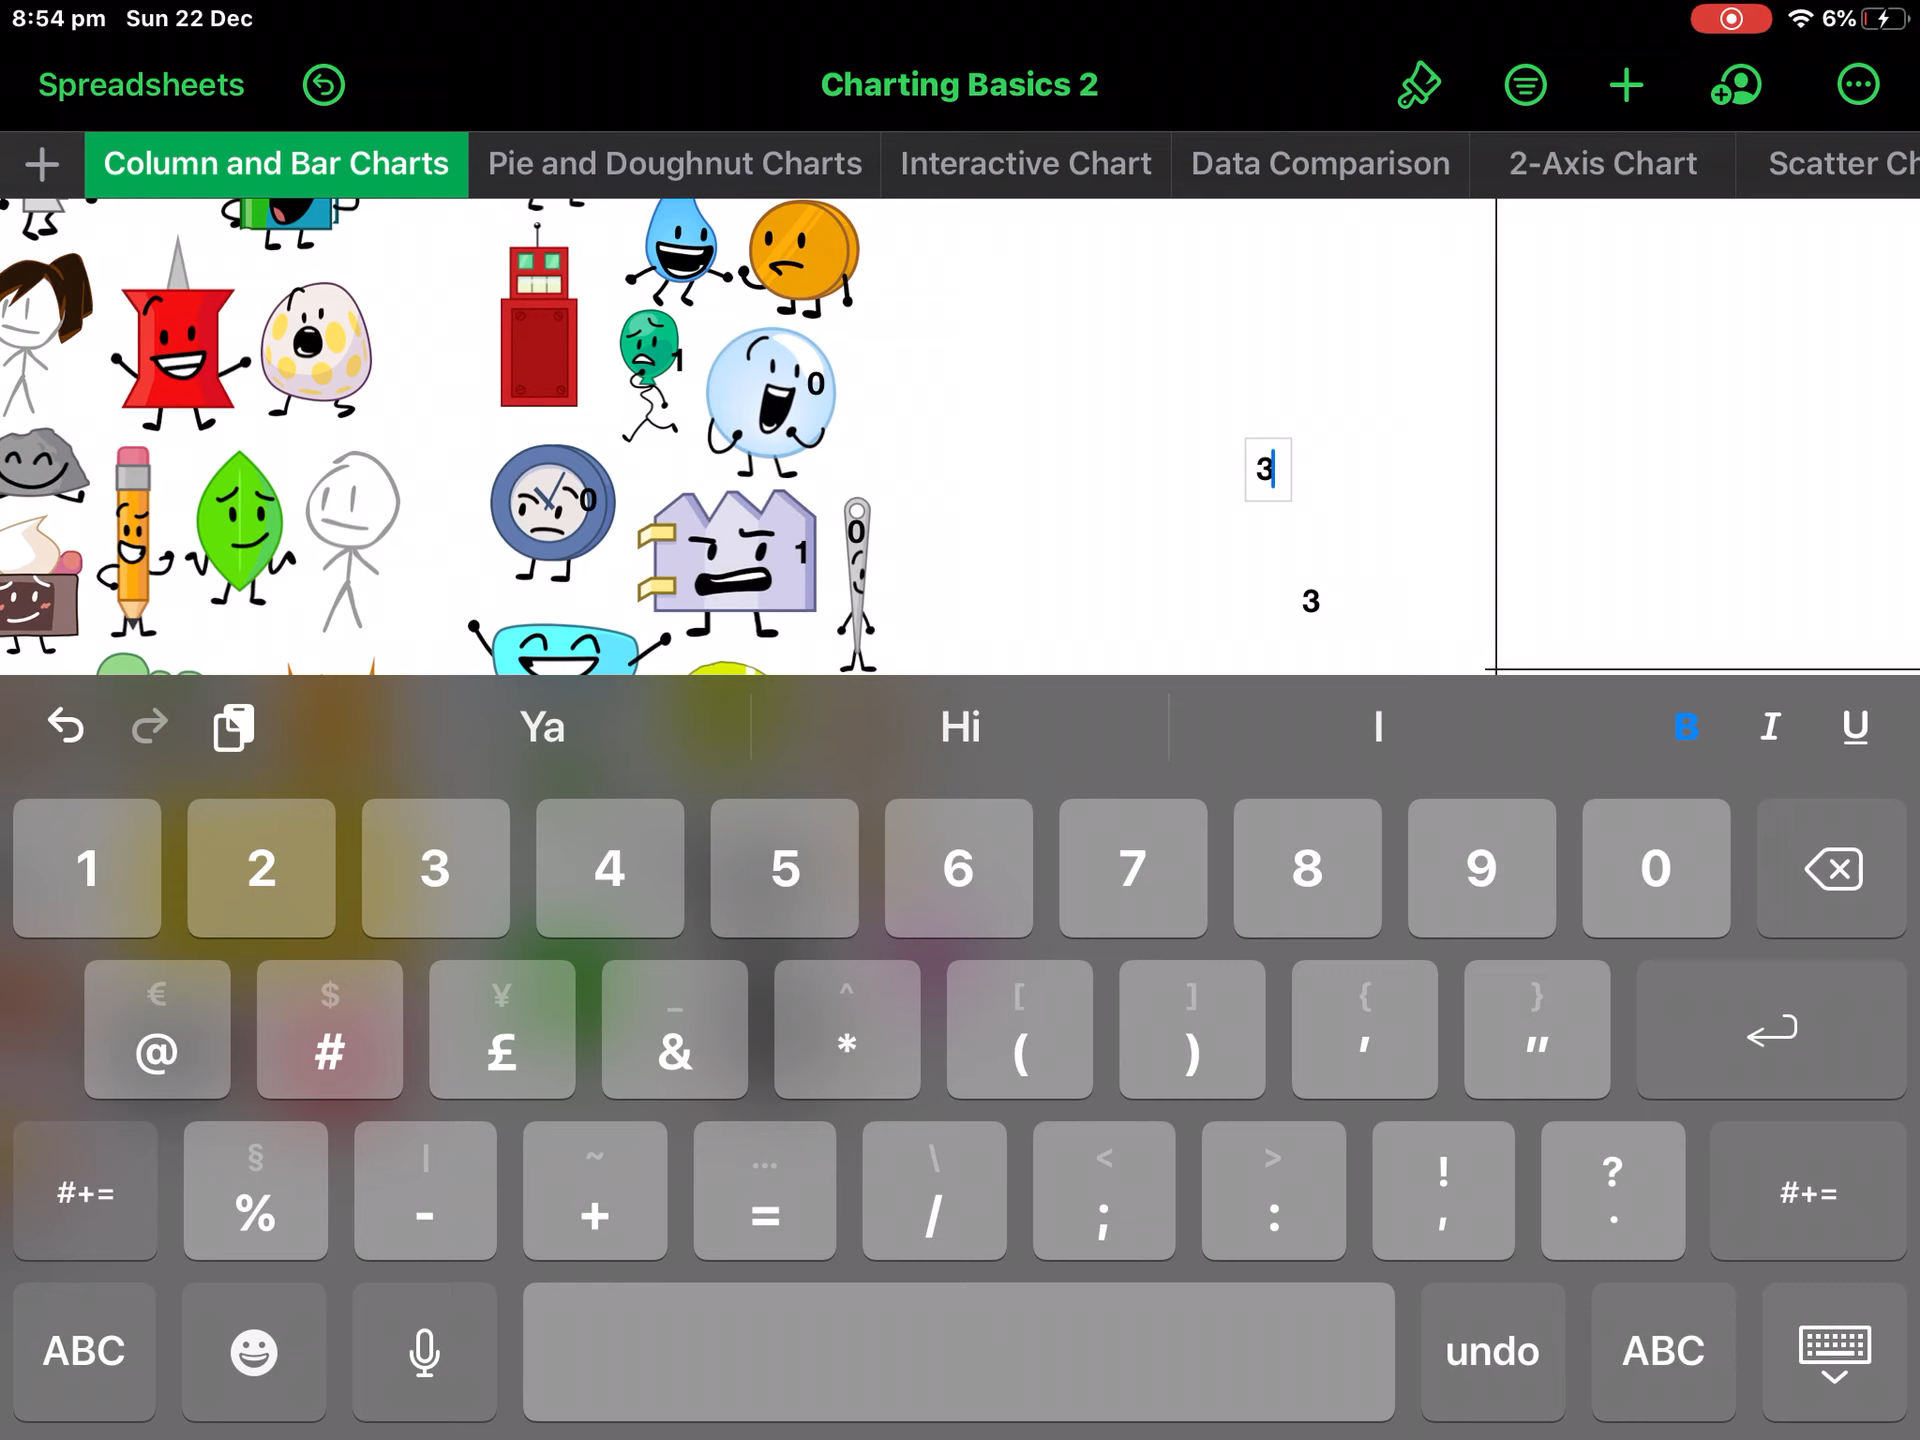 8:54 pm Sun 22 Dec
6%
Spreadsheets
Charting Basics 2
Column and Bar Charts
Pie and Doughnut Charts
Interactive Chart
Data Comparison
2-Axis Chart
Scatter Ch
1
0
3
0
1
0
3
Ya
Hi
I
B I U
1 2 3 4 5 6 7 8 9 0
€ $ ¥ _ ^ [ ] { }
@ # £ & * ( ) ' "
§ | ~ … \ < > ! ?
#+= % - + = / ; : , . #+=
ABC
undo
ABC